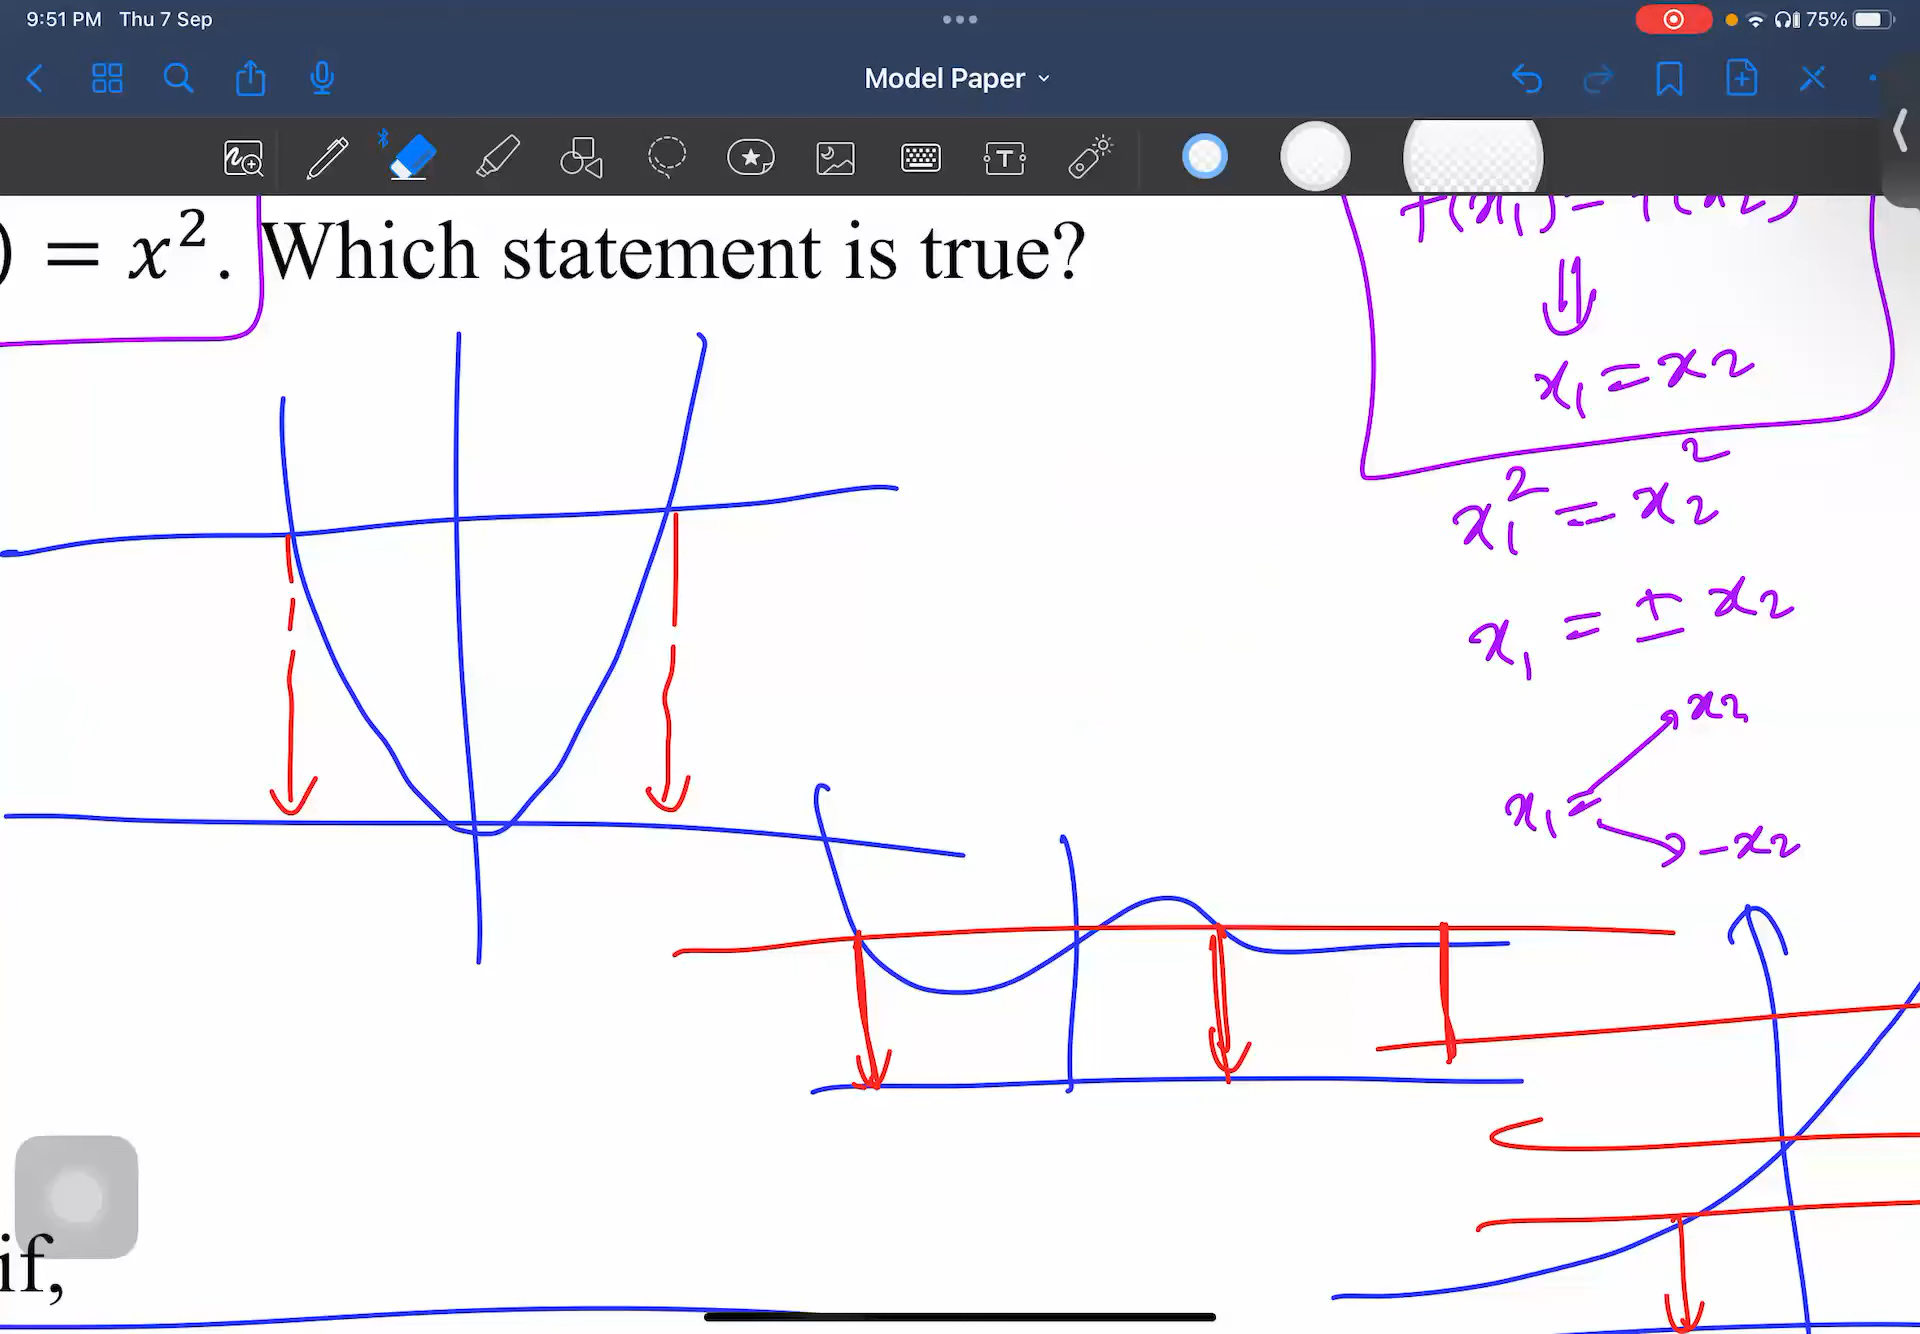 9:51 PM Thu 7 Sep
75%
Model Paper
T
) = x². Which statement is true?
f(x₁) = f(x₂)
⇓
x₁ = x₂
x₁² = x₂²
x₁ = ± x₂
x₂
x₁ =
-x₂
if,